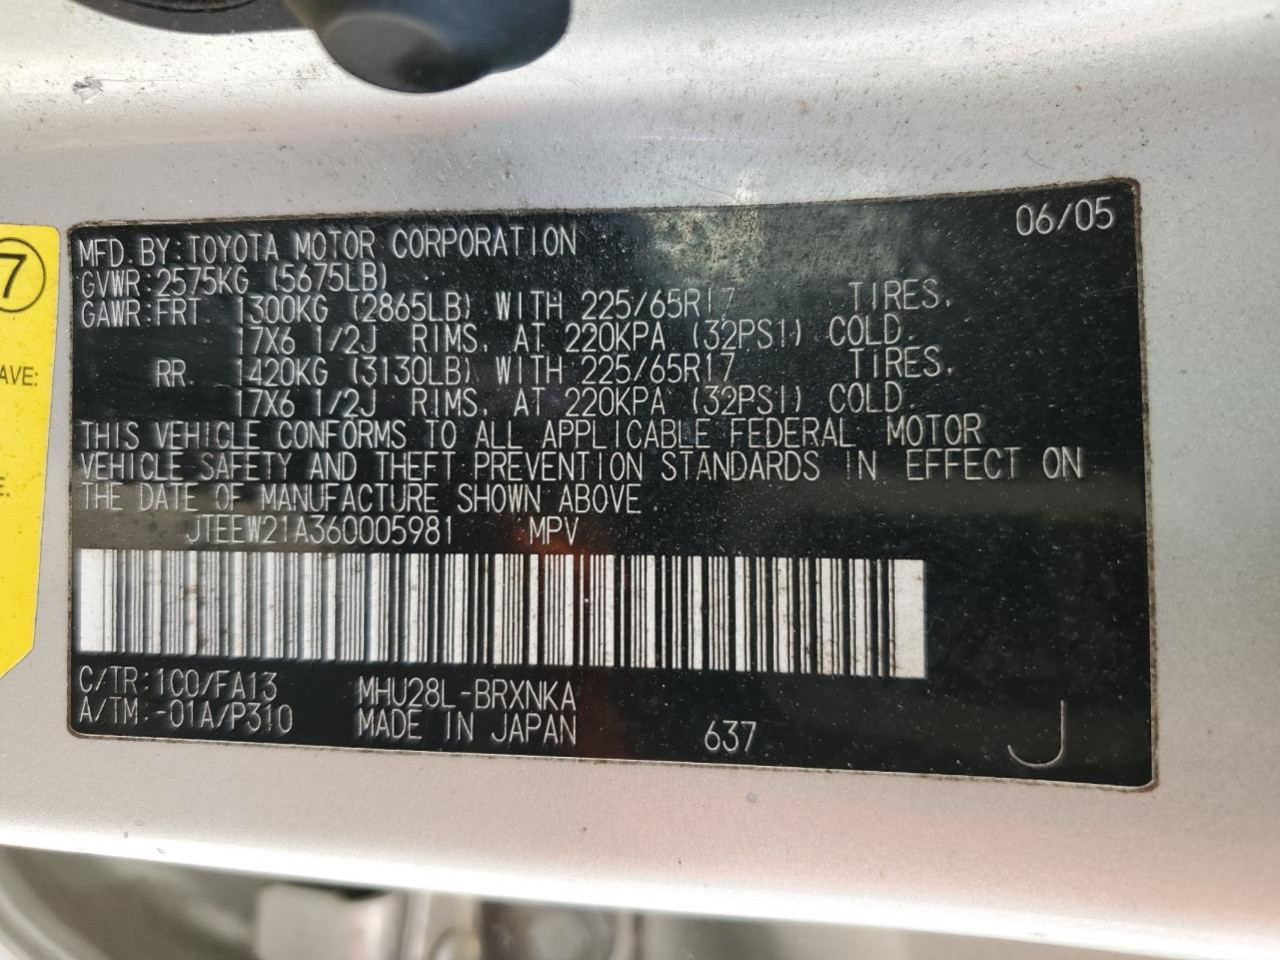 06/05
MFD. BY: TOYOTA MOTOR CORPORATION
GVWR: 2575KG (5675LB)
GAWR: FRT 1300KG (2865LB) WITH 225/65R17 TIRES,
17X6 1/2J RIMS, AT 220KPA (32PSI) COLD.
RR. 1420KG (3130LB) WITH 225/65R17 TIRES,
17X6 1/2J RIMS, AT 220KPA (32PSI) COLD.
THIS VEHICLE CONFORMS TO ALL APPLICABLE FEDERAL MOTOR
VEHICLE SAFETY AND THEFT PREVENTION STANDARDS IN EFFECT ON
THE DATE OF MANUFACTURE SHOWN ABOVE.
JTEEW21A360005981 MPV
C/TR: 1C0/FA13 MHU28L-BRXNKA
A/TM: -01A/P310 MADE IN JAPAN 637 J
7
AVE:
E.